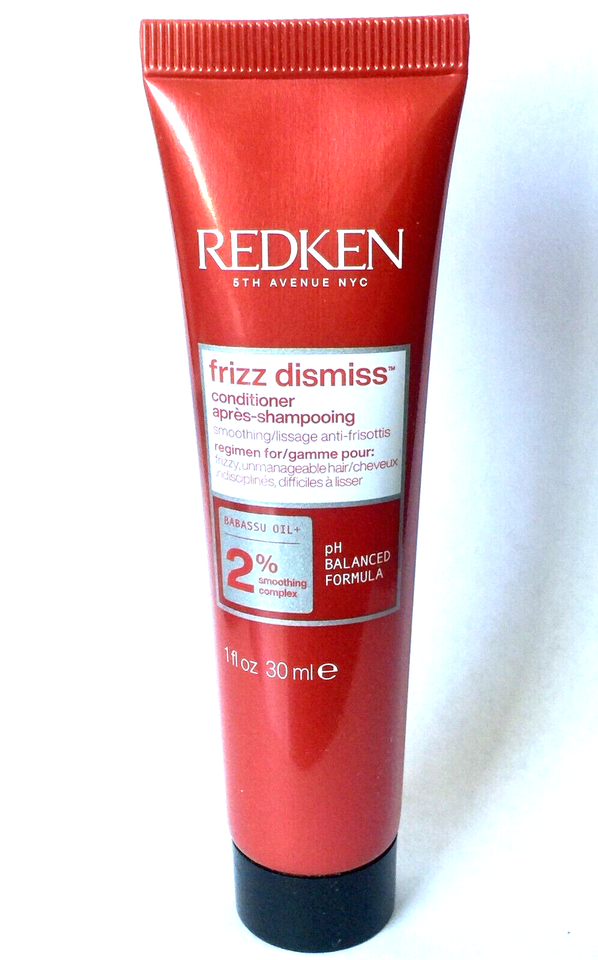 REDKEN
5TH AVENUE NYC
frizz dismiss™
conditioner
après-shampooing
smoothing/lissage anti-frisottis
regimen for/gamme pour:
frizzy, unmanageable hair/cheveux
indisciplinés, difficiles à lisser
BABASSU OIL+
2%
smoothing
complex
pH
BALANCED
FORMULA
1 fl oz 30 ml e